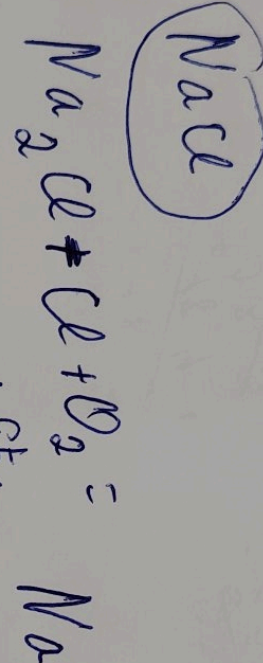 NaCl
Na₂Cl + Cl + O₂ = Na